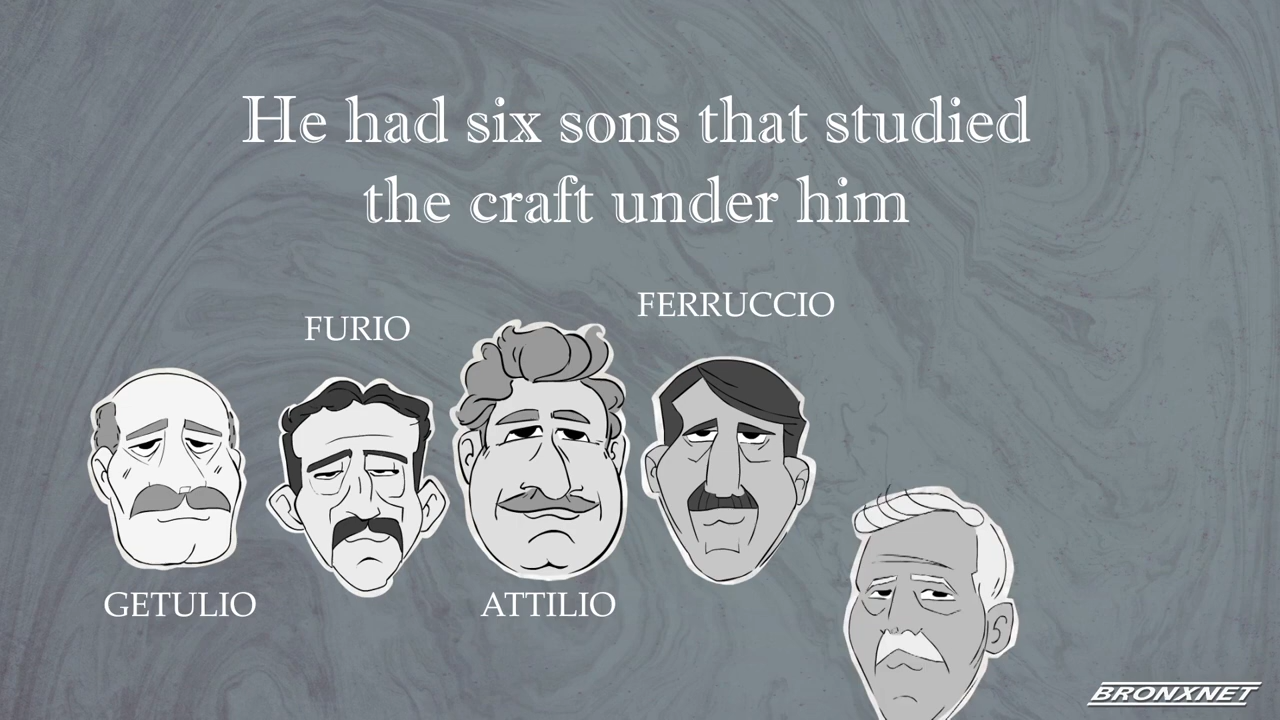 He had six sons that studied
the craft under him
FERRUCCIO
FURIO
GETULIO
ATTILIO
BRONXNET